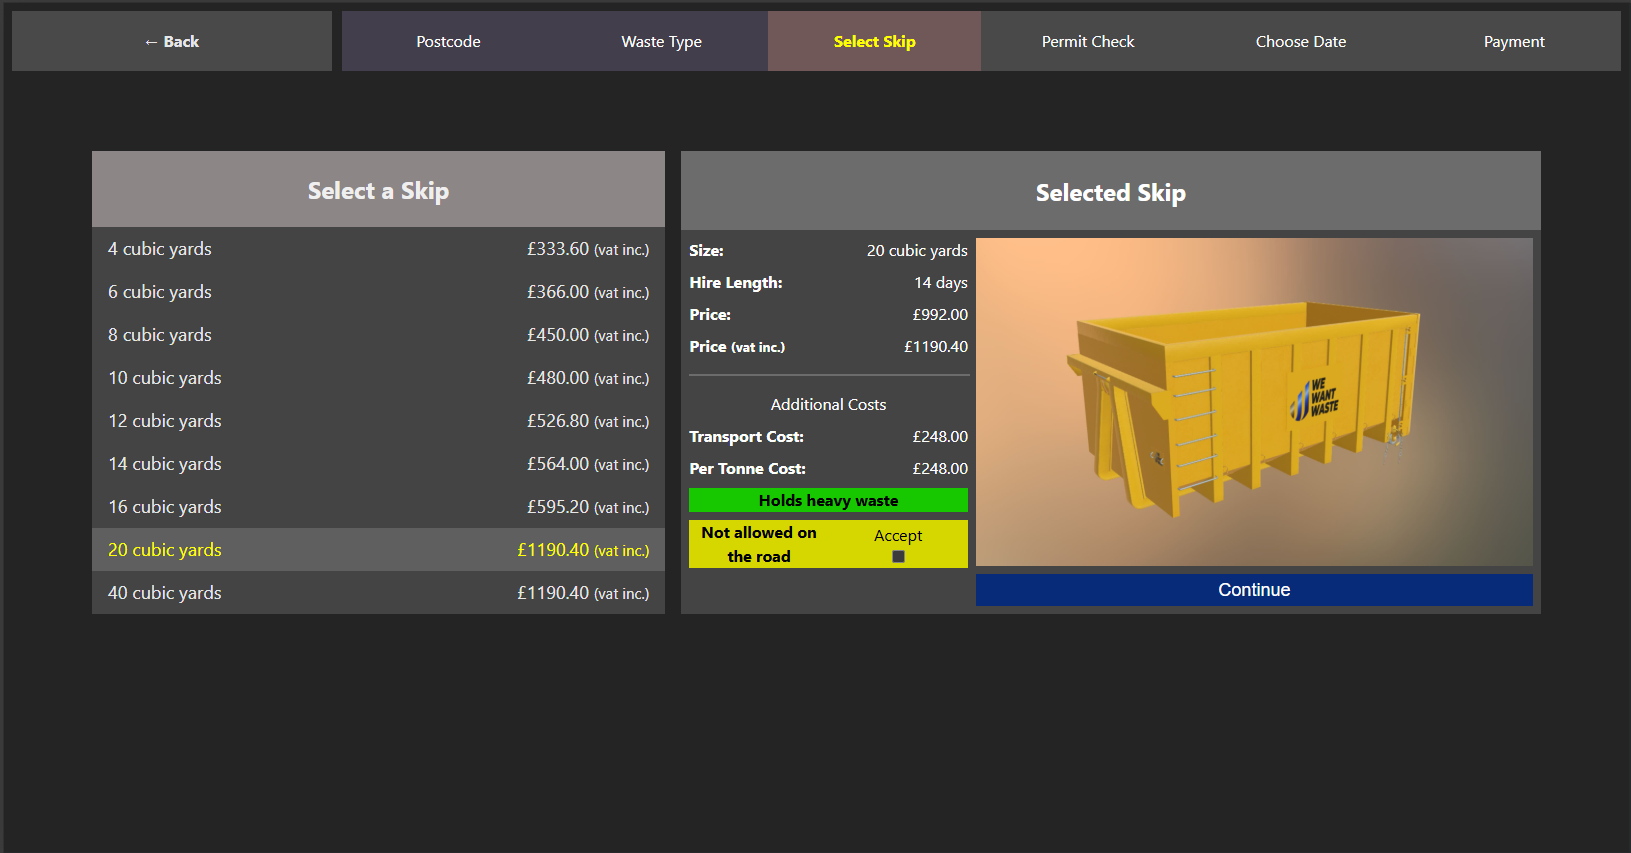 ← Back
Postcode
Waste Type
Select Skip
Permit Check
Choose Date
Payment
Select a Skip
4 cubic yards £333.60 (vat inc.)
6 cubic yards £366.00 (vat inc.)
8 cubic yards £450.00 (vat inc.)
10 cubic yards £480.00 (vat inc.)
12 cubic yards £526.80 (vat inc.)
14 cubic yards £564.00 (vat inc.)
16 cubic yards £595.20 (vat inc.)
20 cubic yards £1190.40 (vat inc.)
40 cubic yards £1190.40 (vat inc.)
Selected Skip
Size: 20 cubic yards
Hire Length: 14 days
Price: £992.00
Price (vat inc.) £1190.40
Additional Costs
Transport Cost: £248.00
Per Tonne Cost: £248.00
Holds heavy waste
Not allowed on
the road
Accept
WE
WANT
WASTE
Continue